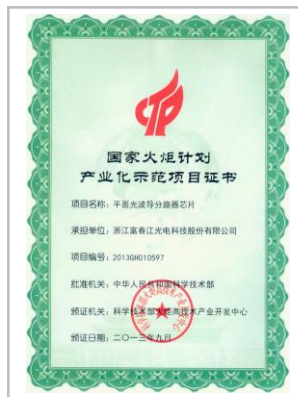 国家火炬计划
产业化示范项目证书
项目名称：平面光波导分路器芯片
承担单位：浙江富春江光电科技股份有限公司
项目编号：2013GH010597
批准机关：中华人民共和国科学技术部
颁证机关：科学技术部火炬高技术产业开发中心
颁证日期：二〇一三年九月